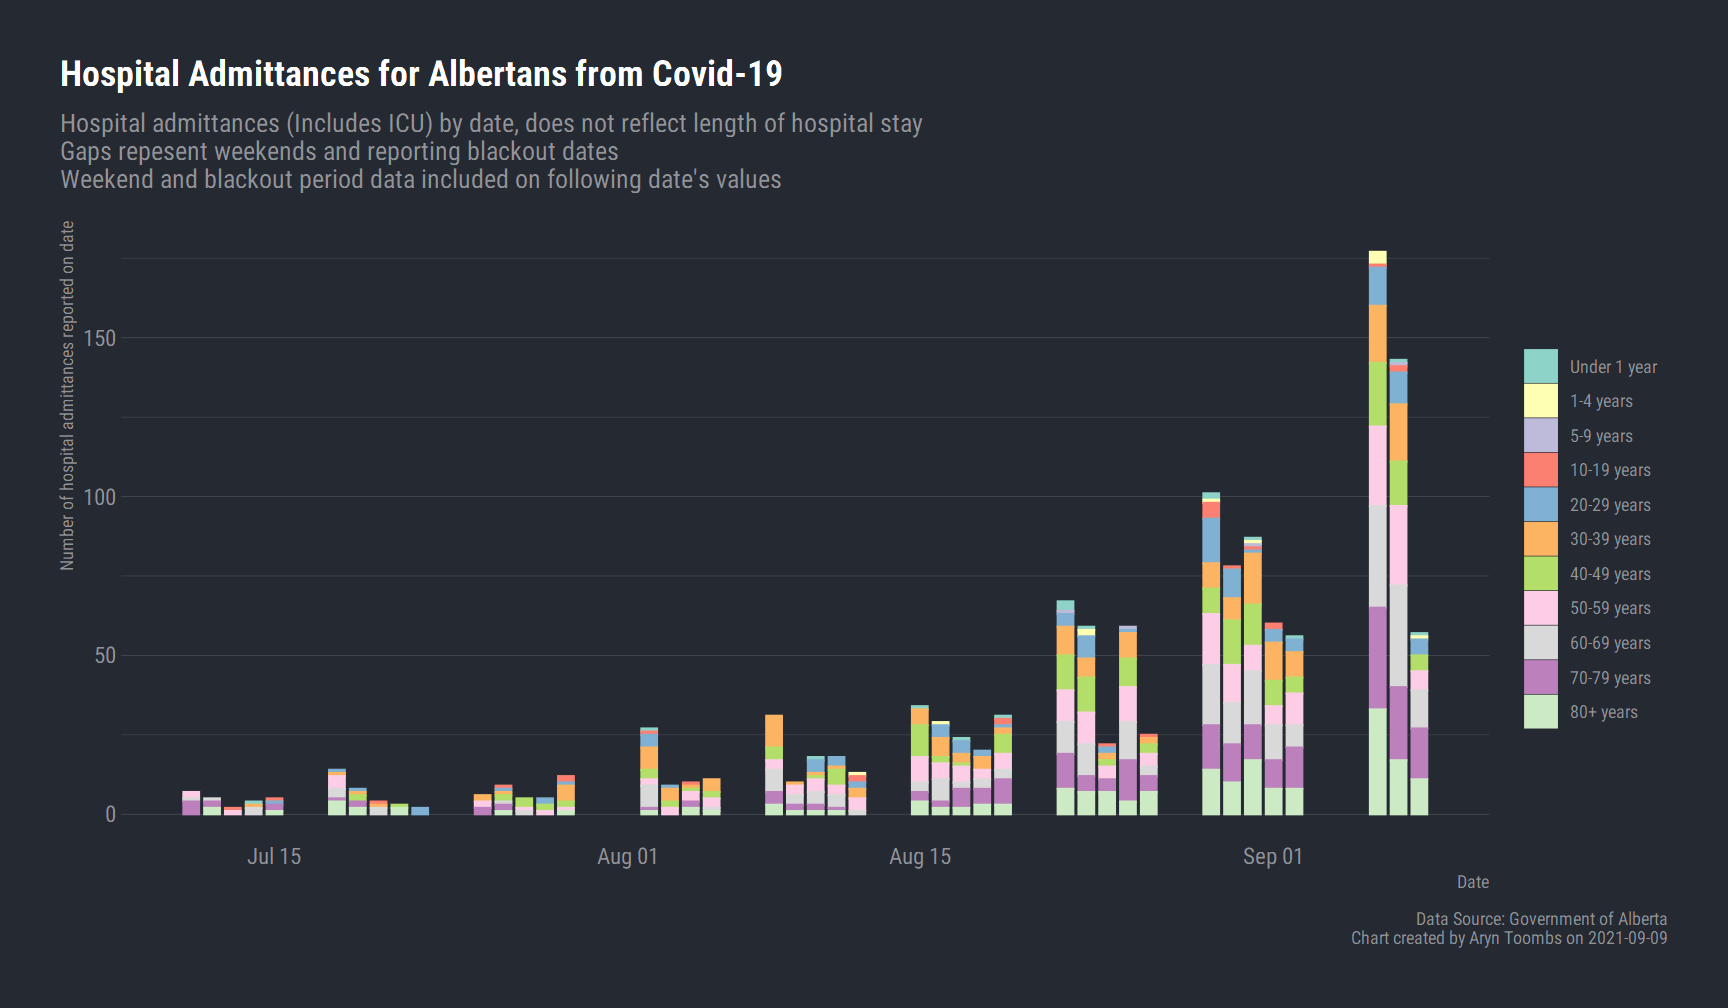 Hospital Admittances for Albertans from Covid-19
Hospital admittances (Includes ICU) by date, does not reflect length of hospital stay
Gaps repesent weekends and reporting blackout dates
Weekend and blackout period data included on following date's values
Number of hospital admittances reported on date
150
100
50
0
Jul 15
Aug 01
Aug 15
Sep 01
Date
Under 1 year
1-4 years
5-9 years
10-19 years
20-29 years
30-39 years
40-49 years
50-59 years
60-69 years
70-79 years
80+ years
Data Source: Government of Alberta
Chart created by Aryn Toombs on 2021-09-09